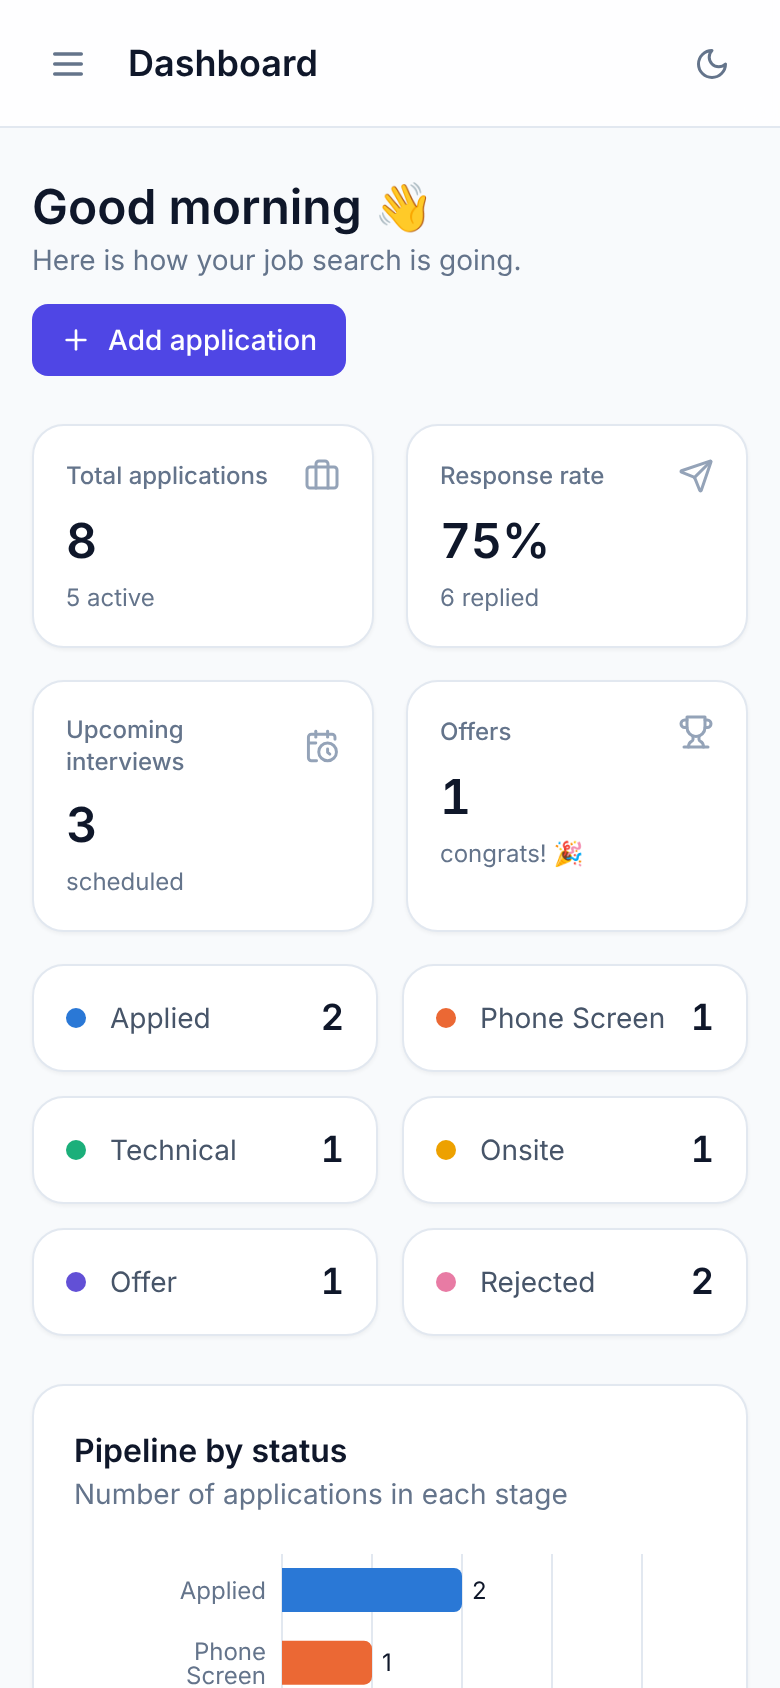 Dashboard
Good morning 👋
Here is how your job search is going.
Add application
Total applications
8
5 active
Response rate
75%
6 replied
Upcoming
interviews
3
scheduled
Offers
1
congrats! 🎉
Applied 2
Phone Screen 1
Technical 1
Onsite 1
Offer 1
Rejected 2
Pipeline by status
Number of applications in each stage
Applied 2
Phone
Screen 1